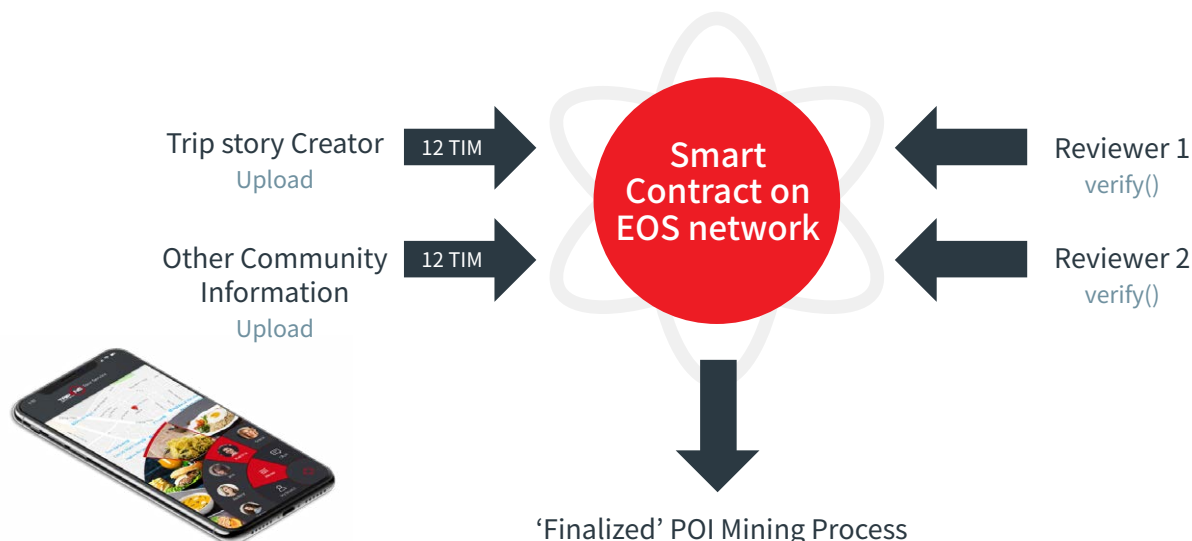 Trip story Creator
Upload
12 TIM
Other Community
Information
Upload
12 TIM
Smart
Contract on
EOS network
Reviewer 1
verify()
Reviewer 2
verify()
‘Finalized’ POI Mining Process